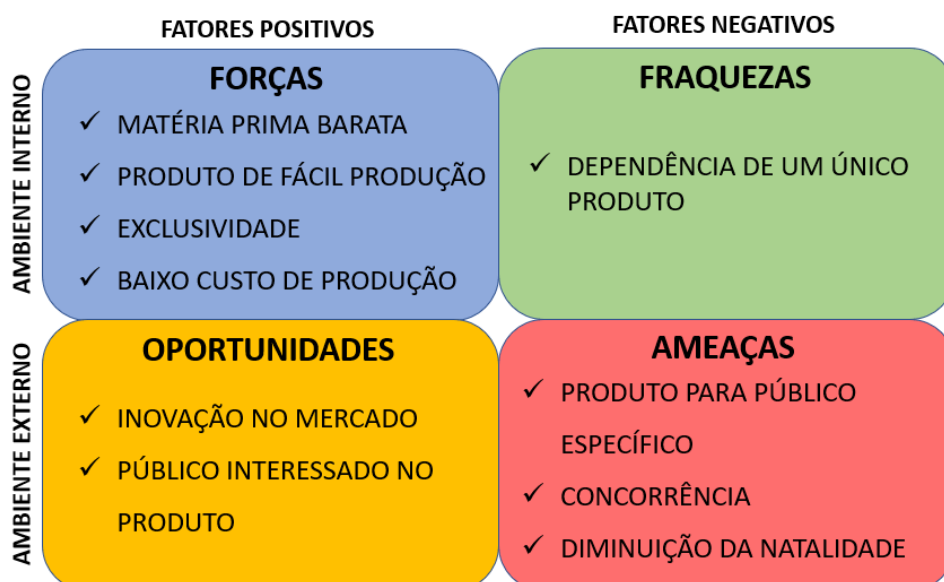 FATORES POSITIVOS
FATORES NEGATIVOS
AMBIENTE INTERNO
FORÇAS
✓ MATÉRIA PRIMA BARATA
✓ PRODUTO DE FÁCIL PRODUÇÃO
✓ EXCLUSIVIDADE
✓ BAIXO CUSTO DE PRODUÇÃO
FRAQUEZAS
✓ DEPENDÊNCIA DE UM ÚNICO
PRODUTO
AMBIENTE EXTERNO
OPORTUNIDADES
✓ INOVAÇÃO NO MERCADO
✓ PÚBLICO INTERESSADO NO
PRODUTO
AMEAÇAS
✓ PRODUTO PARA PÚBLICO
ESPECÍFICO
✓ CONCORRÊNCIA
✓ DIMINUIÇÃO DA NATALIDADE